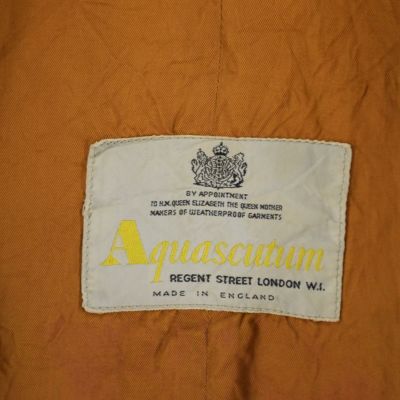 BY APPOINTMENT
TO H.M. QUEEN ELIZABETH THE QUEEN MOTHER
MAKERS OF WEATHERPROOF GARMENTS
Aquascutum
REGENT STREET LONDON W.I.
MADE IN ENGLAND